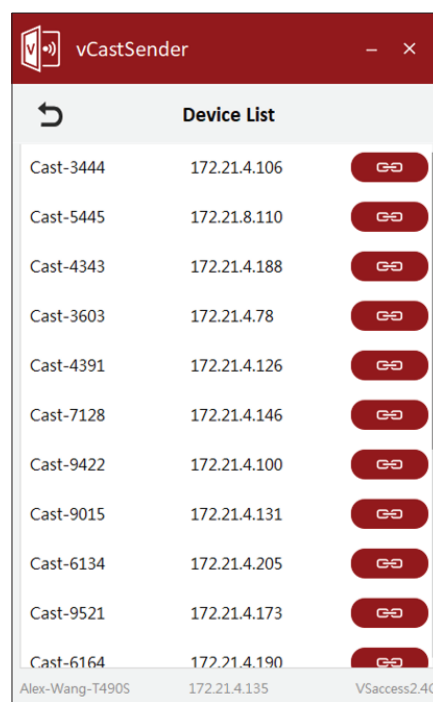 V vCastSender
Device List
Cast-3444 172.21.4.106
Cast-5445 172.21.8.110
Cast-4343 172.21.4.188
Cast-3603 172.21.4.78
Cast-4391 172.21.4.126
Cast-7128 172.21.4.146
Cast-9422 172.21.4.100
Cast-9015 172.21.4.131
Cast-6134 172.21.4.205
Cast-9521 172.21.4.173
Cast-6164 172.21.4.190
Alex-Wang-T490S 172.21.4.135 VSaccess2.4G